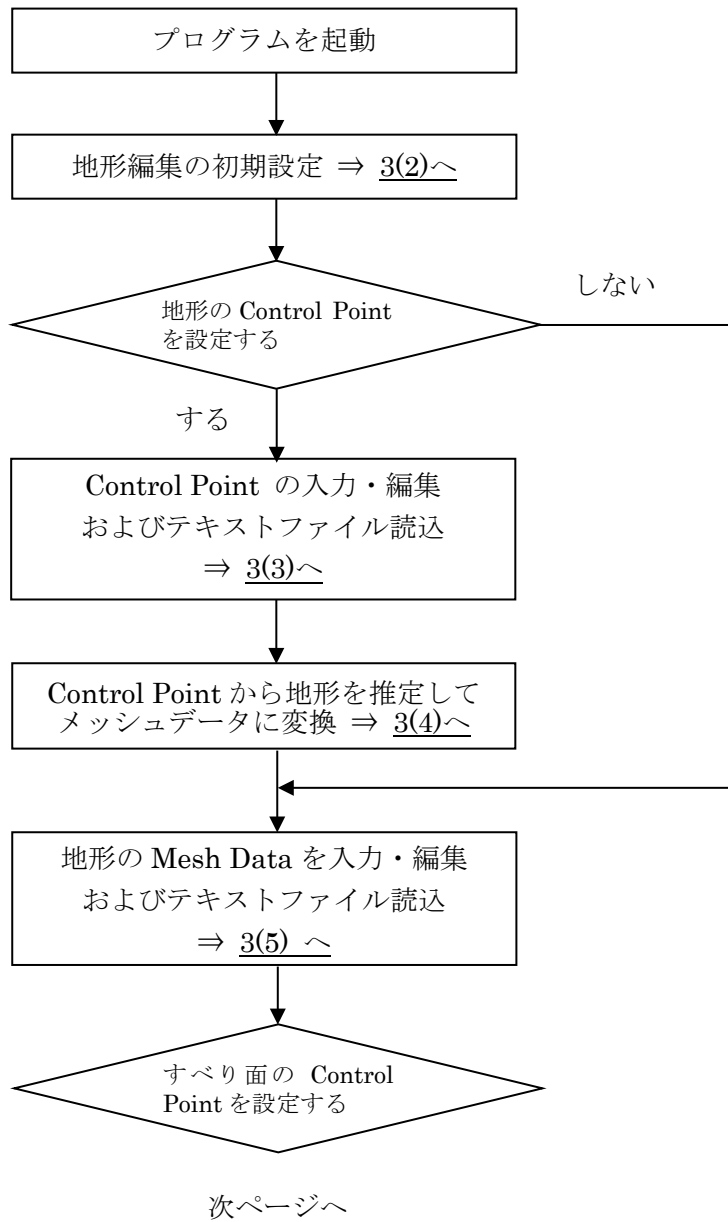 プログラムを起動
地形編集の初期設定 ⇒ 3(2)へ
地形の Control Point
を設定する
しない
する
Control Point の入力・編集
およびテキストファイル読込
⇒ 3(3)へ
Control Point から地形を推定して
メッシュデータに変換 ⇒ 3(4)へ
地形の Mesh Data を入力・編集
およびテキストファイル読込
⇒ 3(5) へ
すべり面の Control
Point を設定する
次ページへ